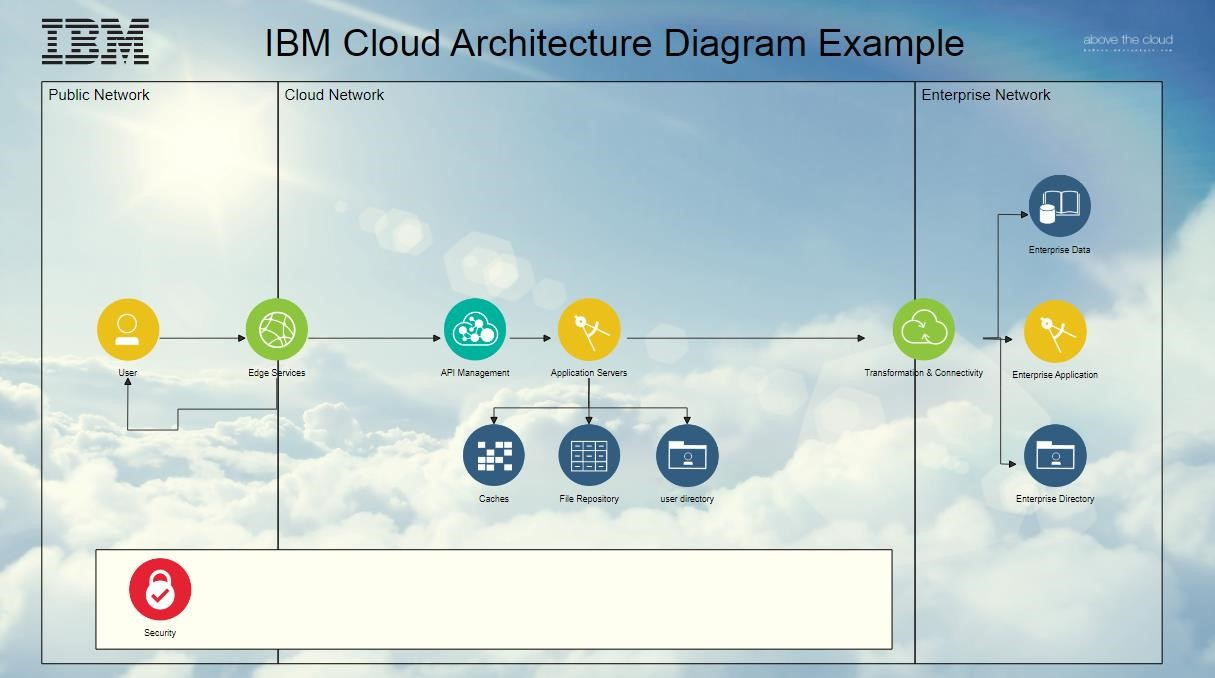 IBM
IBM Cloud Architecture Diagram Example
above the cloud
Public Network
Cloud Network
Enterprise Network
Enterprise Data
User
Edge Services
API Management
Application Servers
Transformation & Connectivity
Enterprise Application
Caches
File Repository
user directory
Enterprise Directory
Security